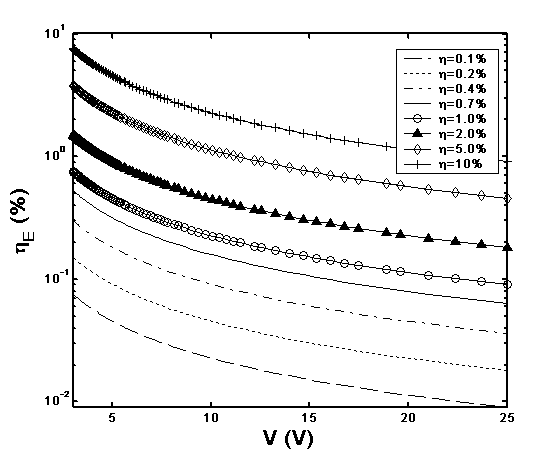 10^1
10^0
10^-1
10^-2
η_E (%)
η=0.1%
η=0.2%
η=0.4%
η=0.7%
η=1.0%
η=2.0%
η=5.0%
η=10%
5 10 15 20 25
V (V)